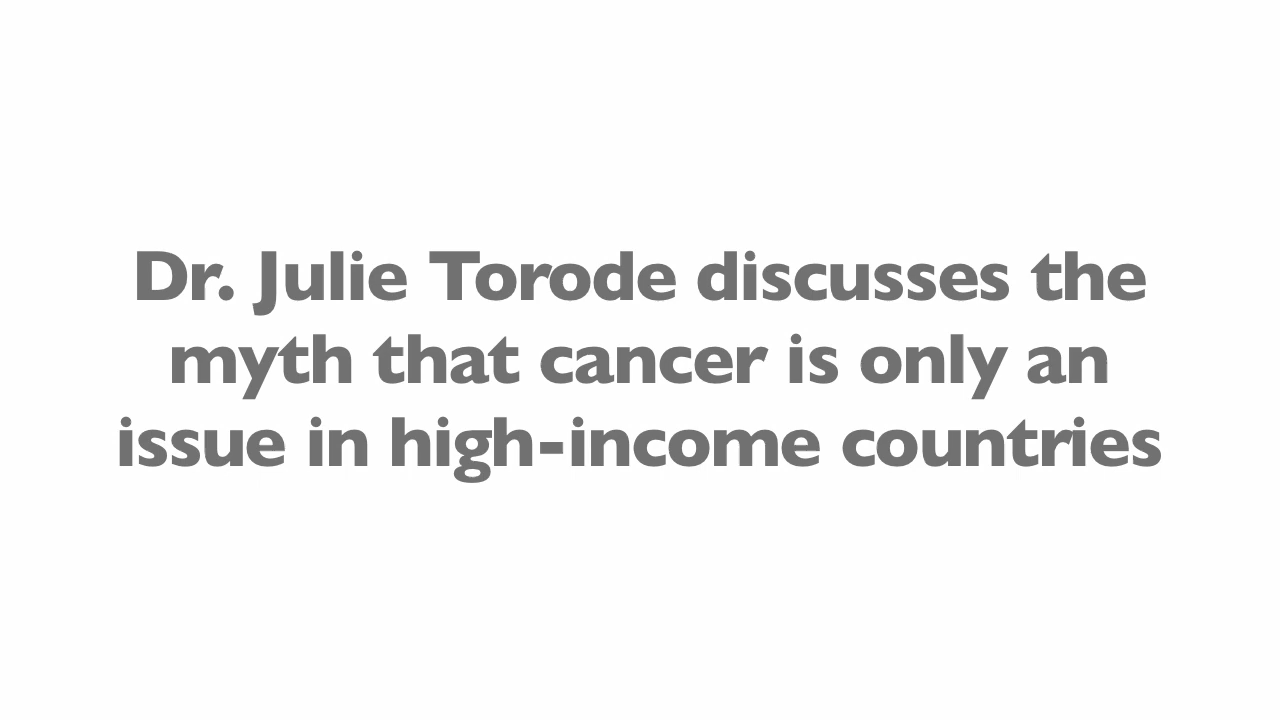 Dr. Julie Torode discusses the
myth that cancer is only an
issue in high-income countries